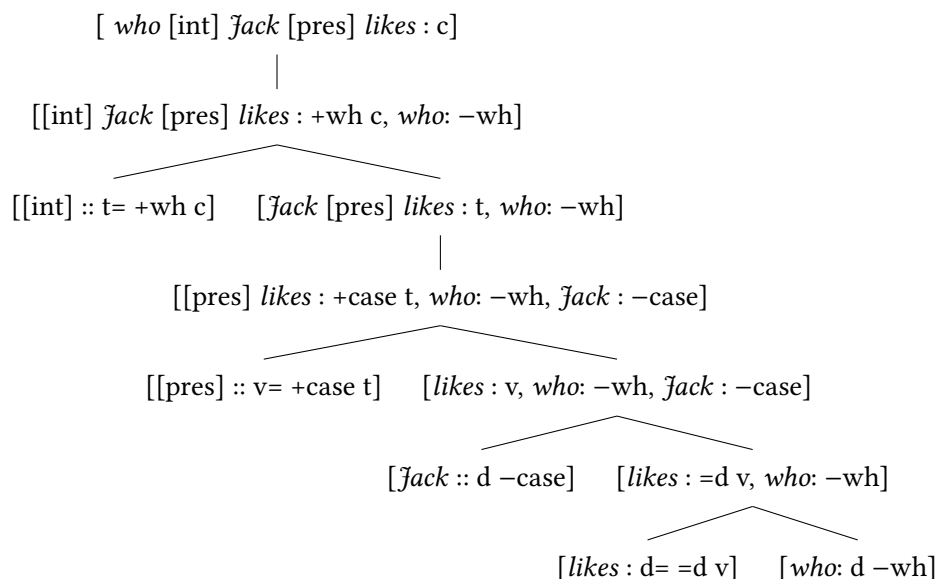 [ who [int] Jack [pres] likes : c]
[[int] Jack [pres] likes : +wh c, who: −wh]
[[int] :: t= +wh c] [Jack [pres] likes : t, who: −wh]
[[pres] likes : +case t, who: −wh, Jack : −case]
[[pres] :: v= +case t] [likes : v, who: −wh, Jack : −case]
[Jack :: d −case] [likes : =d v, who: −wh]
[likes : d= =d v] [who: d −wh]